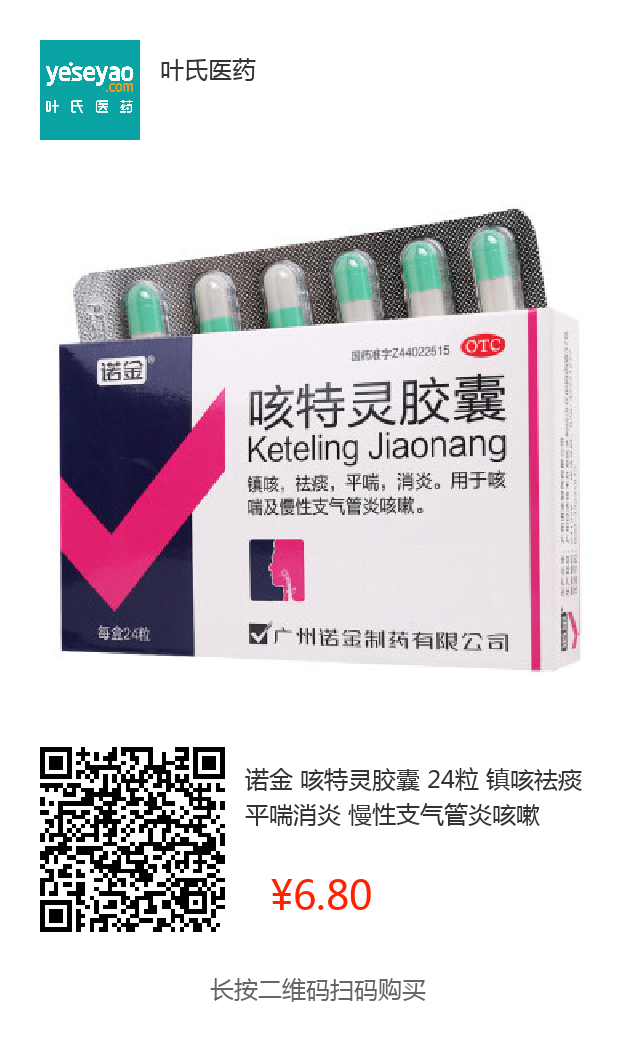 yeseyao
.com
叶氏医药
叶氏医药
诺金®
国药准字Z44022515
OTC
咳特灵胶囊
Keteling Jiaonang
镇咳，祛痰，平喘，消炎。用于咳
喘及慢性支气管炎咳嗽。
每盒24粒
广州诺金制药有限公司
诺金 咳特灵胶囊 24粒 镇咳祛痰
平喘消炎 慢性支气管炎咳嗽
¥6.80
长按二维码扫码购买